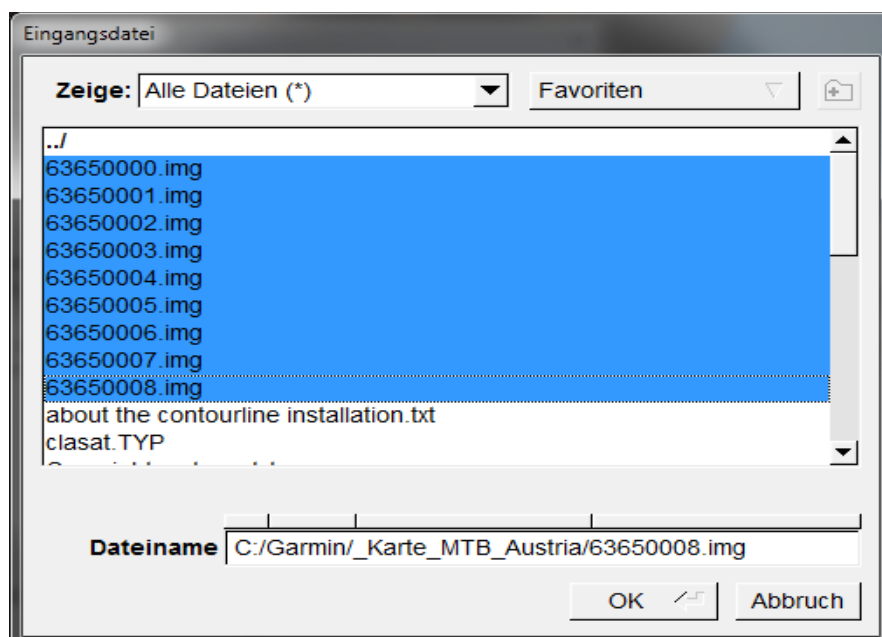 Eingangsdatei
Zeige: Alle Dateien (*) Favoriten
../
63650000.img
63650001.img
63650002.img
63650003.img
63650004.img
63650005.img
63650006.img
63650007.img
63650008.img
about the contourline installation.txt
clasat.TYP
Dateiname C:/Garmin/_Karte_MTB_Austria/63650008.img
OK Abbruch